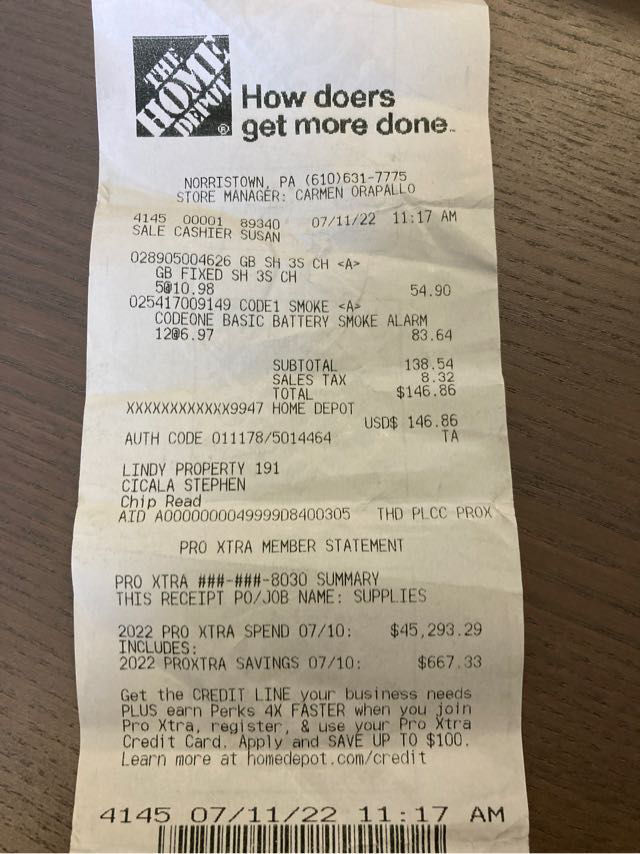 THE
HOME
DEPOT
®
How doers
get more done™
NORRISTOWN, PA (610)631-7775
STORE MANAGER: CARMEN ORAPALLO
4145 00001 89340 07/11/22 11:17 AM
SALE CASHIER SUSAN
028905004626 GB SH 3S CH <A>
GB FIXED SH 3S CH
5@10.98 54.90
025417009149 CODE1 SMOKE <A>
CODEONE BASIC BATTERY SMOKE ALARM
12@6.97 83.64
SUBTOTAL 138.54
SALES TAX 8.32
TOTAL $146.86
XXXXXXXXXXXX9947 HOME DEPOT
USD$ 146.86
AUTH CODE 011178/5014464 TA
LINDY PROPERTY 191
CICALA STEPHEN
Chip Read
AID A0000000049999D8400305 THD PLCC PROX
PRO XTRA MEMBER STATEMENT
PRO XTRA ###-###-8030 SUMMARY
THIS RECEIPT PO/JOB NAME: SUPPLIES
2022 PRO XTRA SPEND 07/10: $45,293.29
INCLUDES:
2022 PROXTRA SAVINGS 07/10: $667.33
Get the CREDIT LINE your business needs
PLUS earn Perks 4X FASTER when you join
Pro Xtra, register, & use your Pro Xtra
Credit Card. Apply and SAVE UP TO $100.
Learn more at homedepot.com/credit
4145 07/11/22 11:17 AM